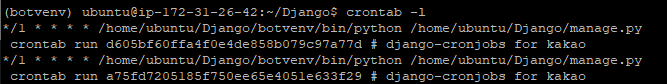 (botvenv) ubuntu@ip-172-31-26-42:~/Django$ crontab -l
*/1 * * * * /home/ubuntu/Django/botvenv/bin/python /home/ubuntu/Django/manage.py
 crontab run d605bf60ffa4f0e4de858b079c97a77d # django-cronjobs for kakao
*/1 * * * * /home/ubuntu/Django/botvenv/bin/python /home/ubuntu/Django/manage.py
 crontab run a75fd7205185f750ee65e4051e633f29 # django-cronjobs for kakao